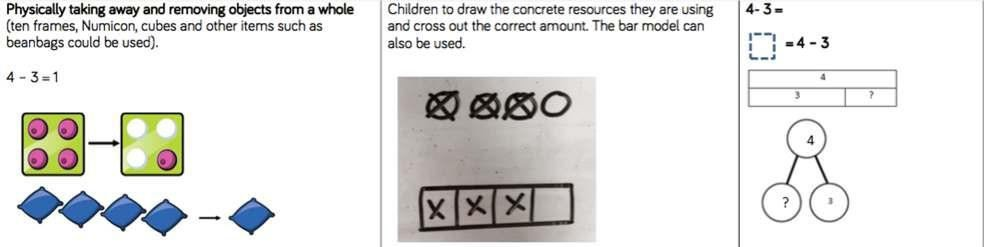 Physically taking away and removing objects from a whole
(ten frames, Numicon, cubes and other items such as
beanbags could be used).
4 - 3 = 1
Children to draw the concrete resources they are using
and cross out the correct amount. The bar model can
also be used.
X X X
4- 3 =
= 4 - 3
4
3 ?
4
? 3